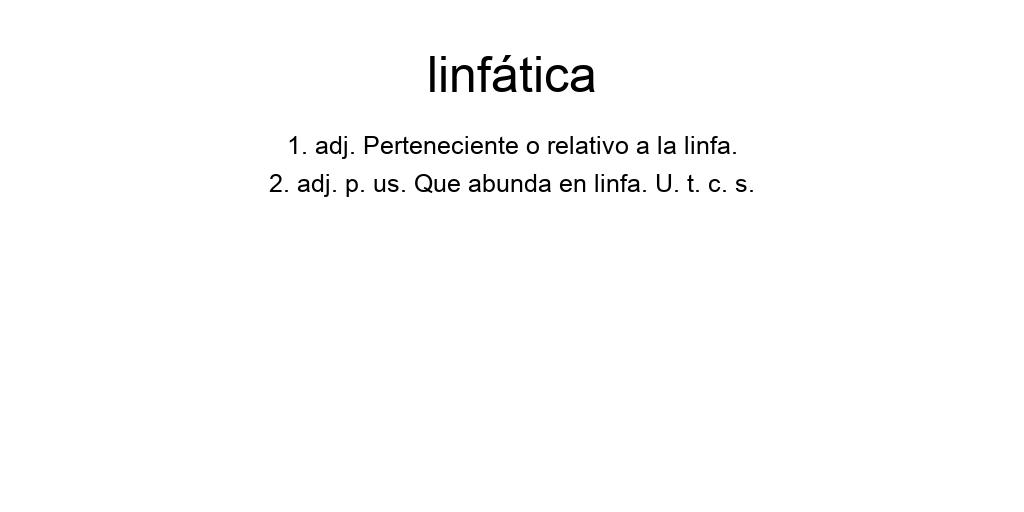 linfática
1. adj. Perteneciente o relativo a la linfa.
2. adj. p. us. Que abunda en linfa. U. t. c. s.